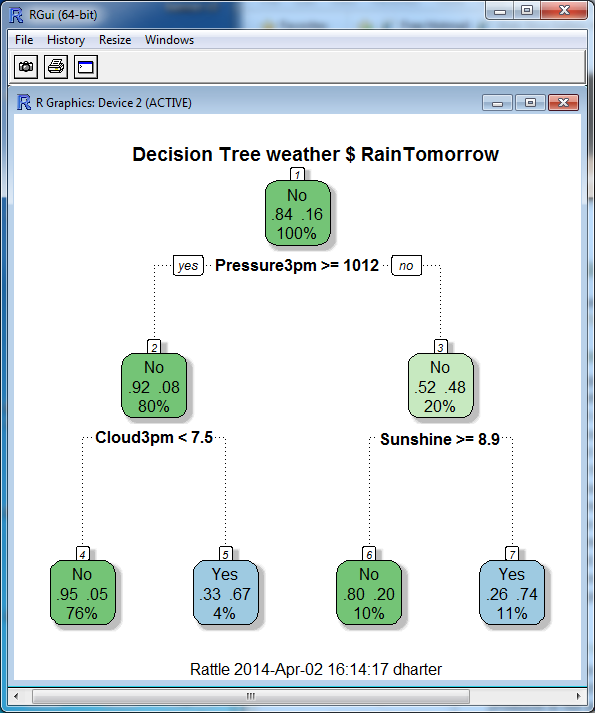 RGui (64-bit)
File History Resize Windows
R Graphics: Device 2 (ACTIVE)
Decision Tree weather $ RainTomorrow
1
No
.84 .16
100%
yes Pressure3pm >= 1012 no
2
No
.92 .08
80%
3
No
.52 .48
20%
Cloud3pm < 7.5
Sunshine >= 8.9
4
No
.95 .05
76%
5
Yes
.33 .67
4%
6
No
.80 .20
10%
7
Yes
.26 .74
11%
Rattle 2014-Apr-02 16:14:17 dharter